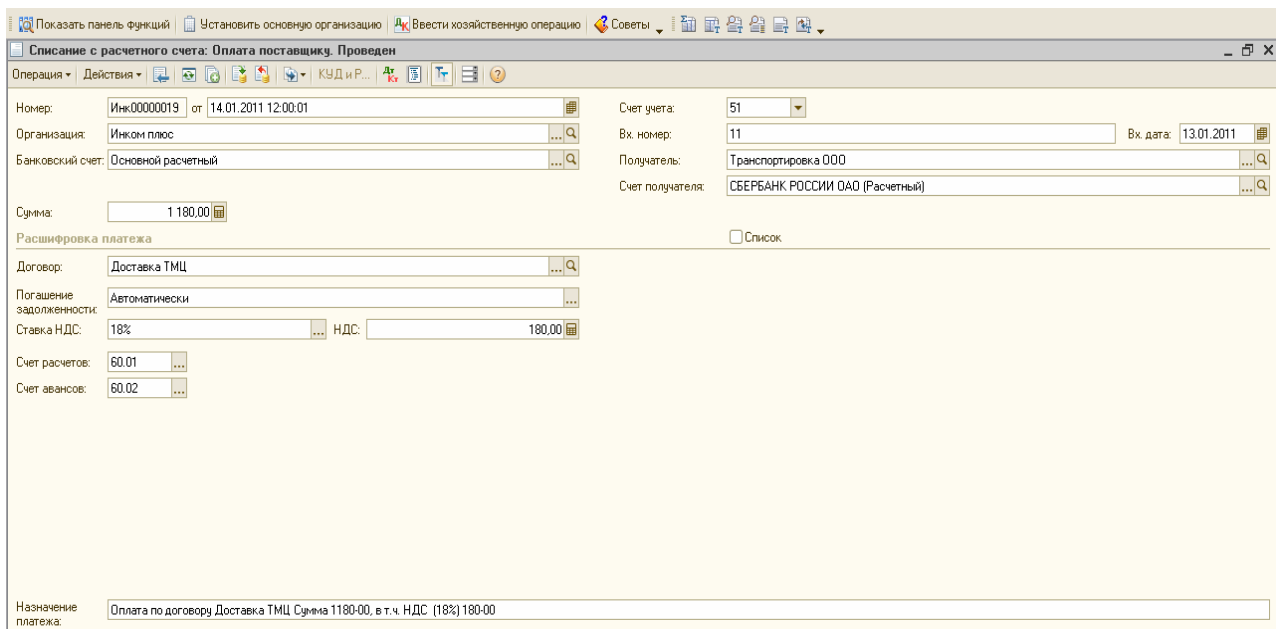 Показать панель функций Установить основную организацию Ввести хозяйственную операцию Советы
Списание с расчетного счета: Оплата поставщику. Проведен
Операция Действия КУДиР...
Номер: Инк00000019 от 14.01.2011 12:00:01 Счет учета: 51
Организация: Инком плюс Вх. номер: 11 Вх. дата: 13.01.2011
Банковский счет: Основной расчетный Получатель: Транспортировка ООО
Счет получателя: СБЕРБАНК РОССИИ ОАО (Расчетный)
Сумма: 1 180,00
Расшифровка платежа Список
Договор: Доставка ТМЦ
Погашение
задолженности: Автоматически
Ставка НДС: 18% НДС: 180,00
Счет расчетов: 60.01
Счет авансов: 60.02
Назначение
платежа: Оплата по договору Доставка ТМЦ Сумма 1180-00, в т.ч. НДС (18%) 180-00